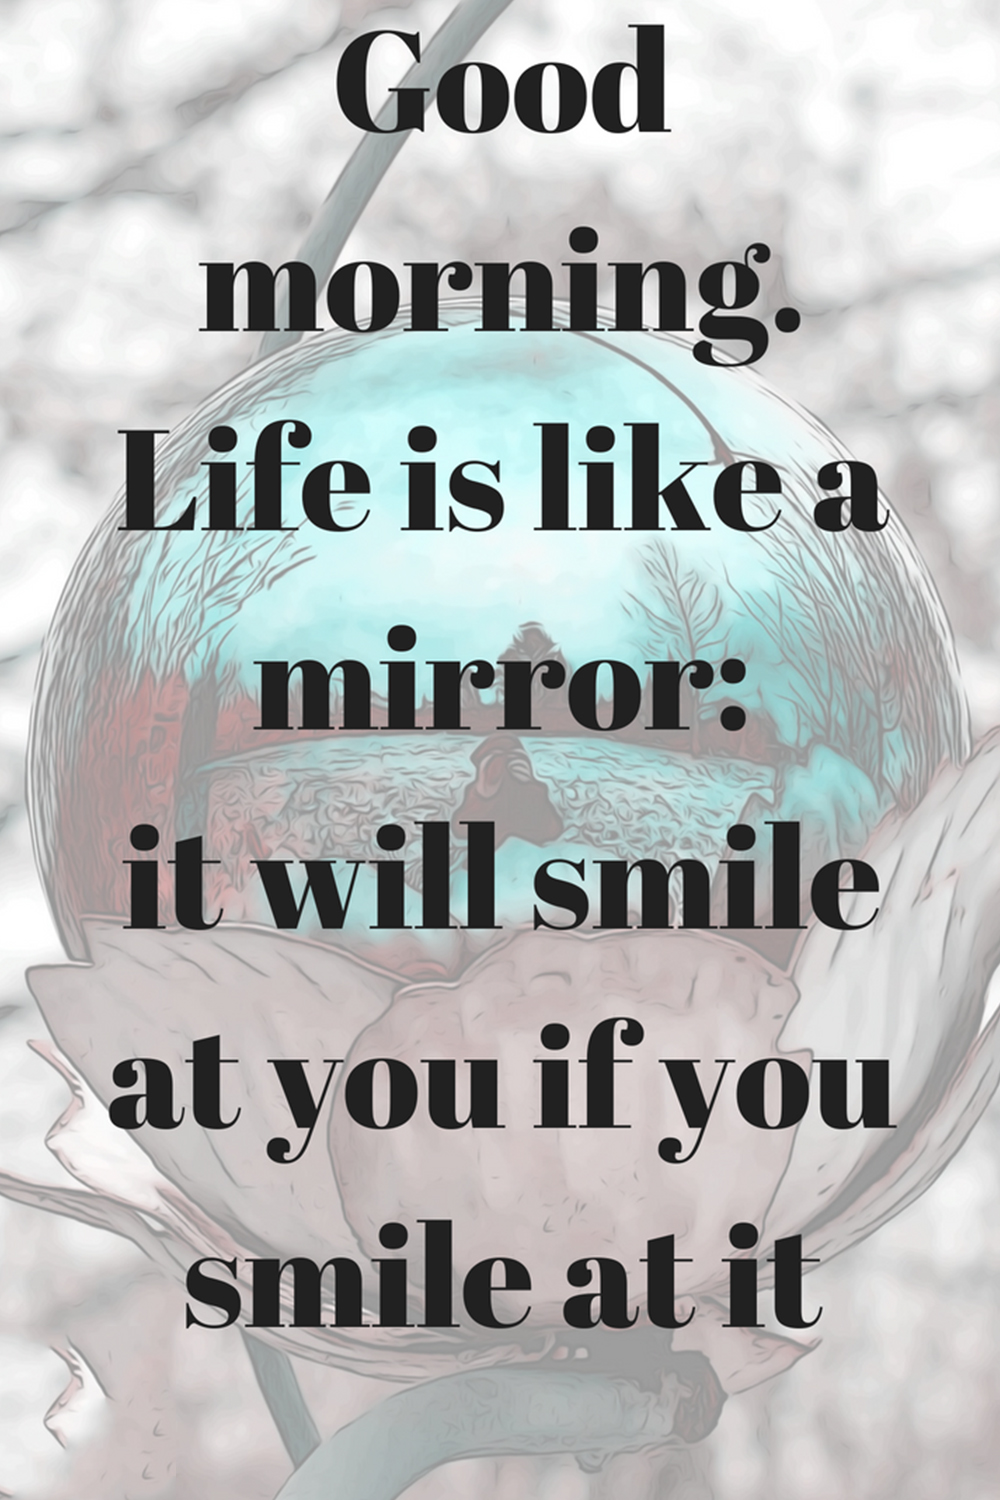 Good
morning.
Life is like a
mirror:
it will smile
at you if you
smile at it